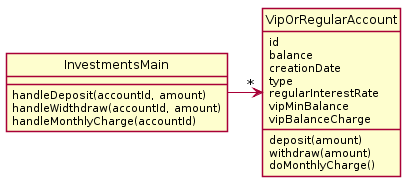 InvestmentsMain
handleDeposit(accountId, amount)
handleWidthdraw(accountId, amount)
handleMonthlyCharge(accountId)
*
VipOrRegularAccount
id
balance
creationDate
type
regularInterestRate
vipMinBalance
vipBalanceCharge
deposit(amount)
withdraw(amount)
doMonthlyCharge()